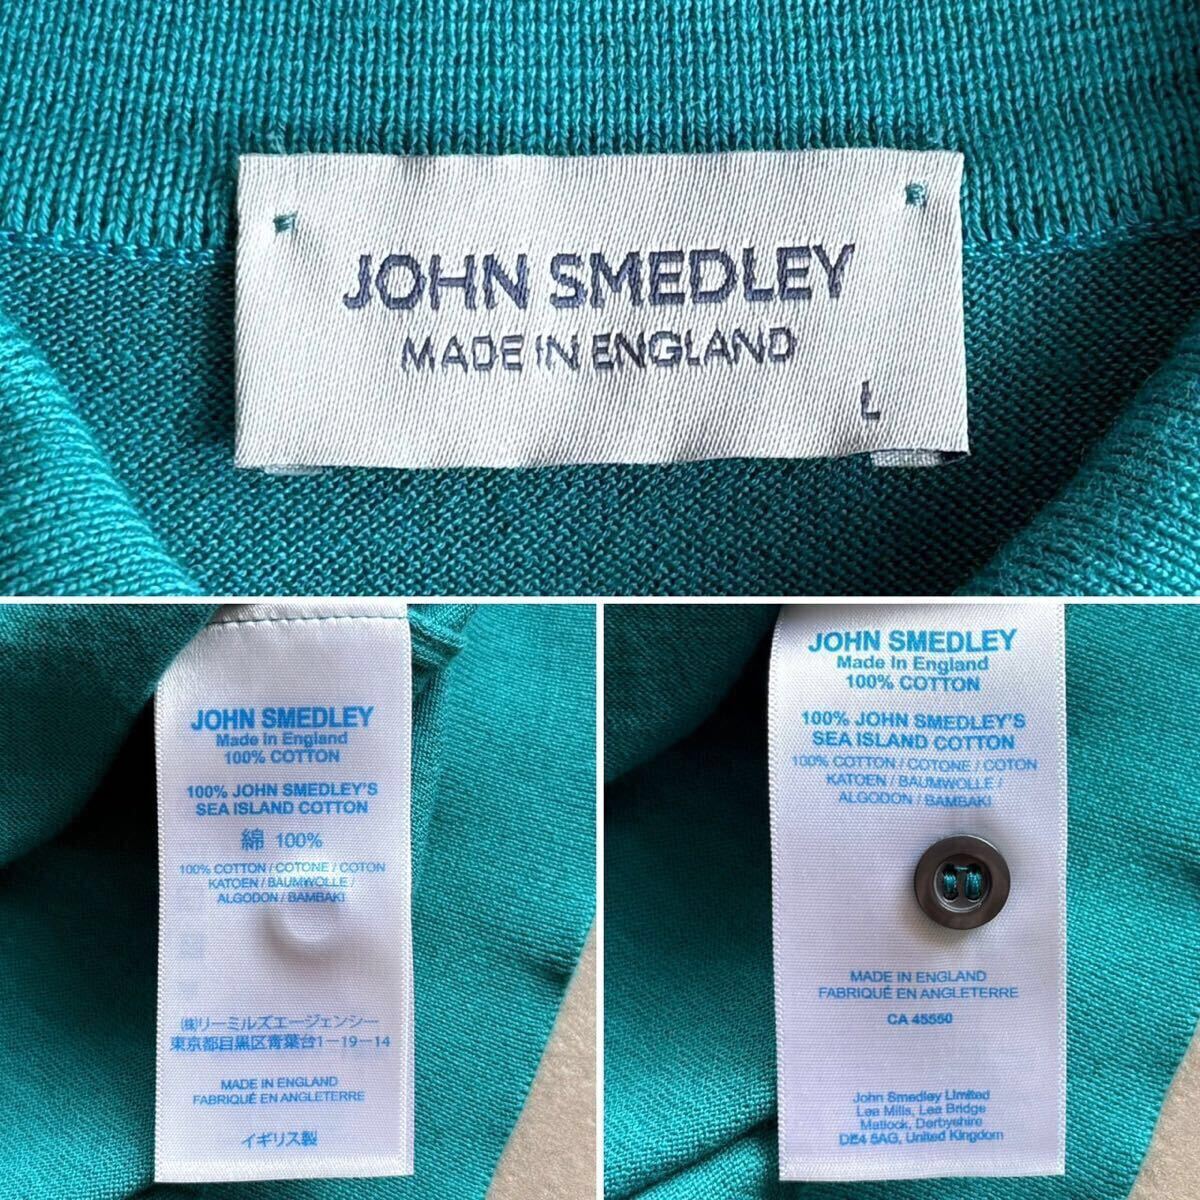 JOHN SMEDLEY
MADE IN ENGLAND
L
JOHN SMEDLEY
Made In England
100% COTTON
100% JOHN SMEDLEY'S
SEA ISLAND COTTON
綿 100%
100% COTTON / COTONE / COTON
KATOEN / BAUMWOLLE /
ALGODON / BAMBAKI
㈱リーミルズエージェンシー
東京都目黒区青葉台1-19-14
MADE IN ENGLAND
FABRIQUÉ EN ANGLETERRE
イギリス製
JOHN SMEDLEY
Made In England
100% COTTON
100% JOHN SMEDLEY'S
SEA ISLAND COTTON
100% COTTON / COTONE / COTON
KATOEN / BAUMWOLLE /
ALGODON / BAMBAKI
MADE IN ENGLAND
FABRIQUÉ EN ANGLETERRE
CA 45550
John Smedley Limited
Lea Mills, Lea Bridge
Matlock, Derbyshire
DE4 5AG, United Kingdom